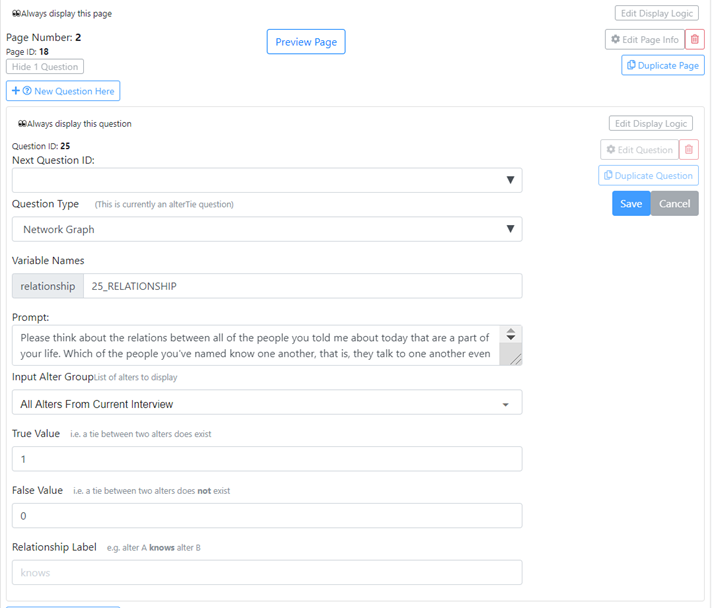 Always display this page
Edit Display Logic
Page Number: 2
Preview Page
Edit Page Info
Page ID: 18
Hide 1 Question
Duplicate Page
New Question Here
Always display this question
Edit Display Logic
Question ID: 25
Edit Question
Next Question ID:
Duplicate Question
Save
Cancel
Question Type (This is currently an alterTie question)
Network Graph
Variable Names
relationship 25_RELATIONSHIP
Prompt:
Please think about the relations between all of the people you told me about today that are a part of
your life. Which of the people you've named know one another, that is, they talk to one another even
Input Alter GroupList of alters to display
All Alters From Current Interview
True Value i.e. a tie between two alters does exist
1
False Value i.e. a tie between two alters does not exist
0
Relationship Label e.g. alter A knows alter B
knows